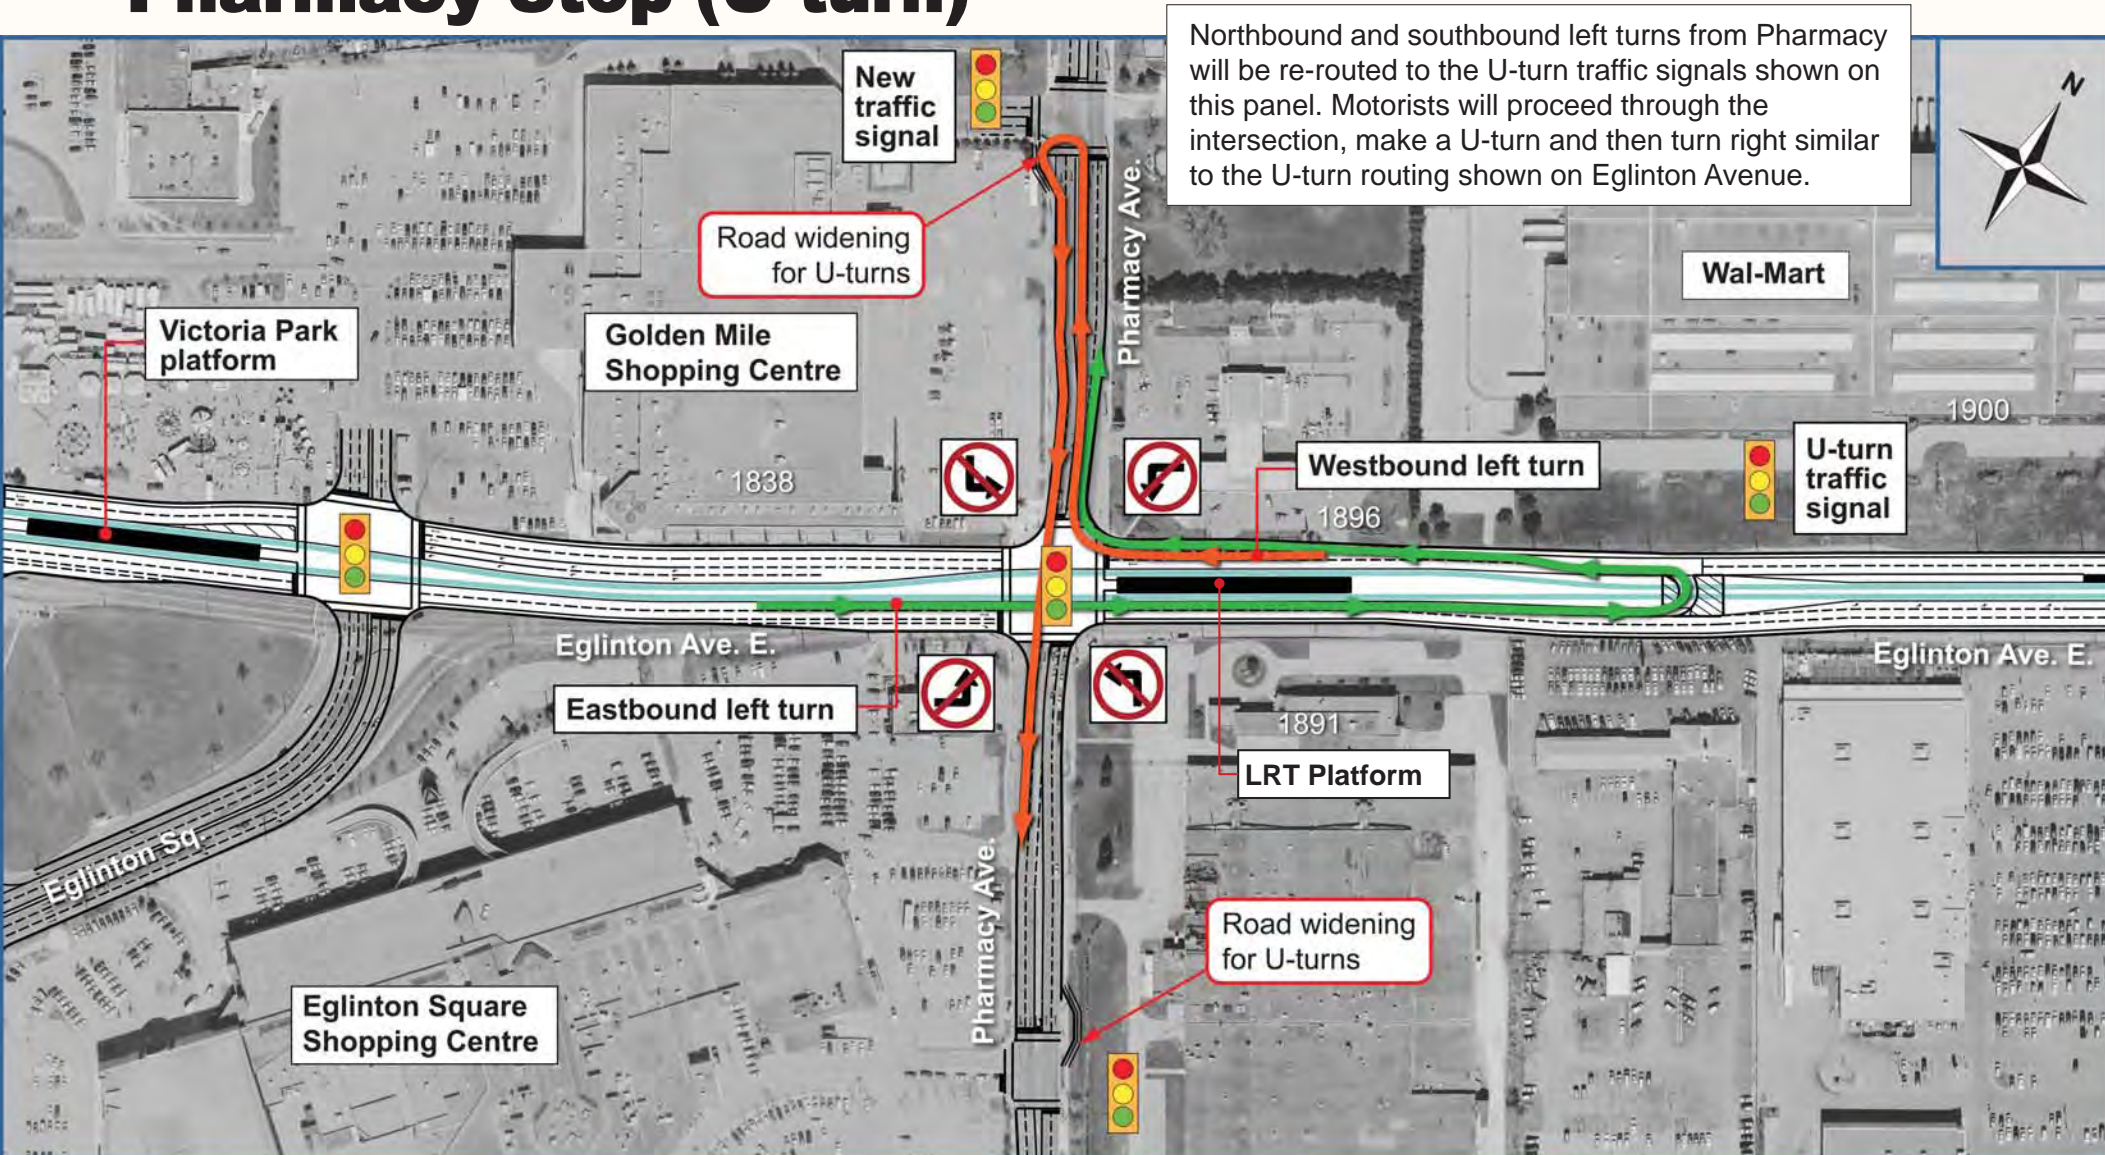 Pharmacy Stop (U-turn)
Northbound and southbound left turns from Pharmacy
will be re-routed to the U-turn traffic signals shown on
this panel. Motorists will proceed through the
intersection, make a U-turn and then turn right similar
to the U-turn routing shown on Eglinton Avenue.
N
New
traffic
signal
Road widening
for U-turns
Pharmacy Ave.
Wal-Mart
Victoria Park
platform
Golden Mile
Shopping Centre
1900
U-turn
traffic
signal
Westbound left turn
1838
1896
Eglinton Ave. E.
Eglinton Ave. E.
Eastbound left turn
1891
LRT Platform
Eglinton Sq.
Pharmacy Ave.
Road widening
for U-turns
Eglinton Square
Shopping Centre